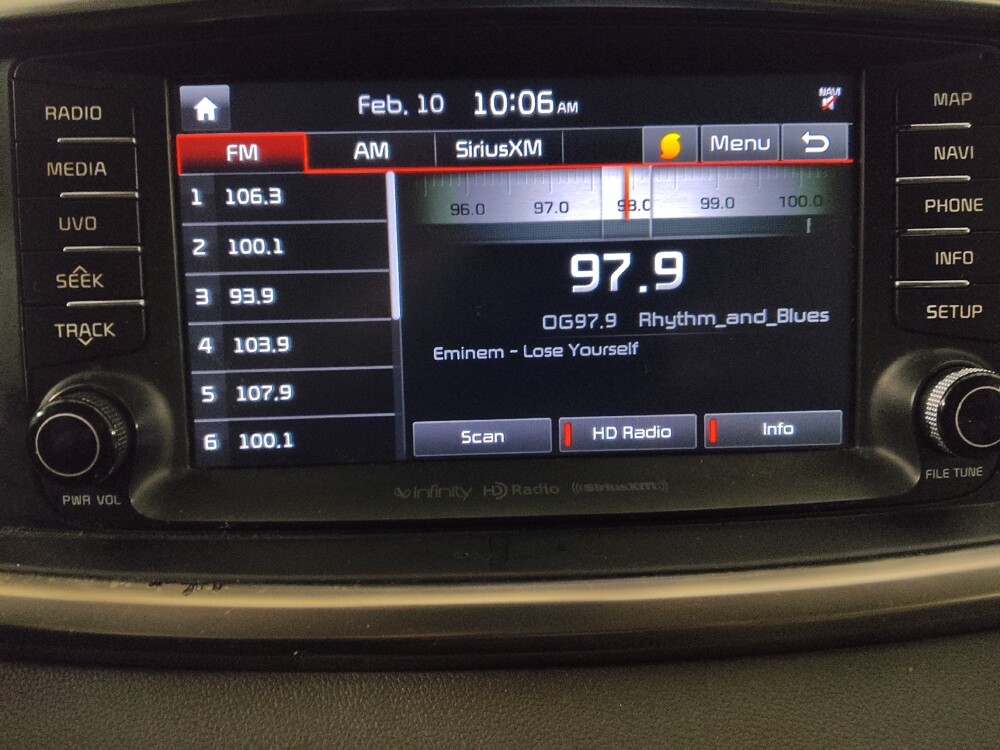 RADIO
MEDIA
UVO
SEEK
TRACK
PWR VOL
Feb. 10 10:06 AM
NAVI
FM AM SiriusXM Menu
1 106.3
2 100.1
3 93.9
4 103.9
5 107.9
6 100.1
96.0 97.0 98.0 99.0 100.0
97.9
OG97.9 Rhythm_and_Blues
Eminem - Lose Yourself
Scan HD Radio Info
Infinity HD Radio ((SiriusXM))
MAP
NAVI
PHONE
INFO
SETUP
FILE TUNE